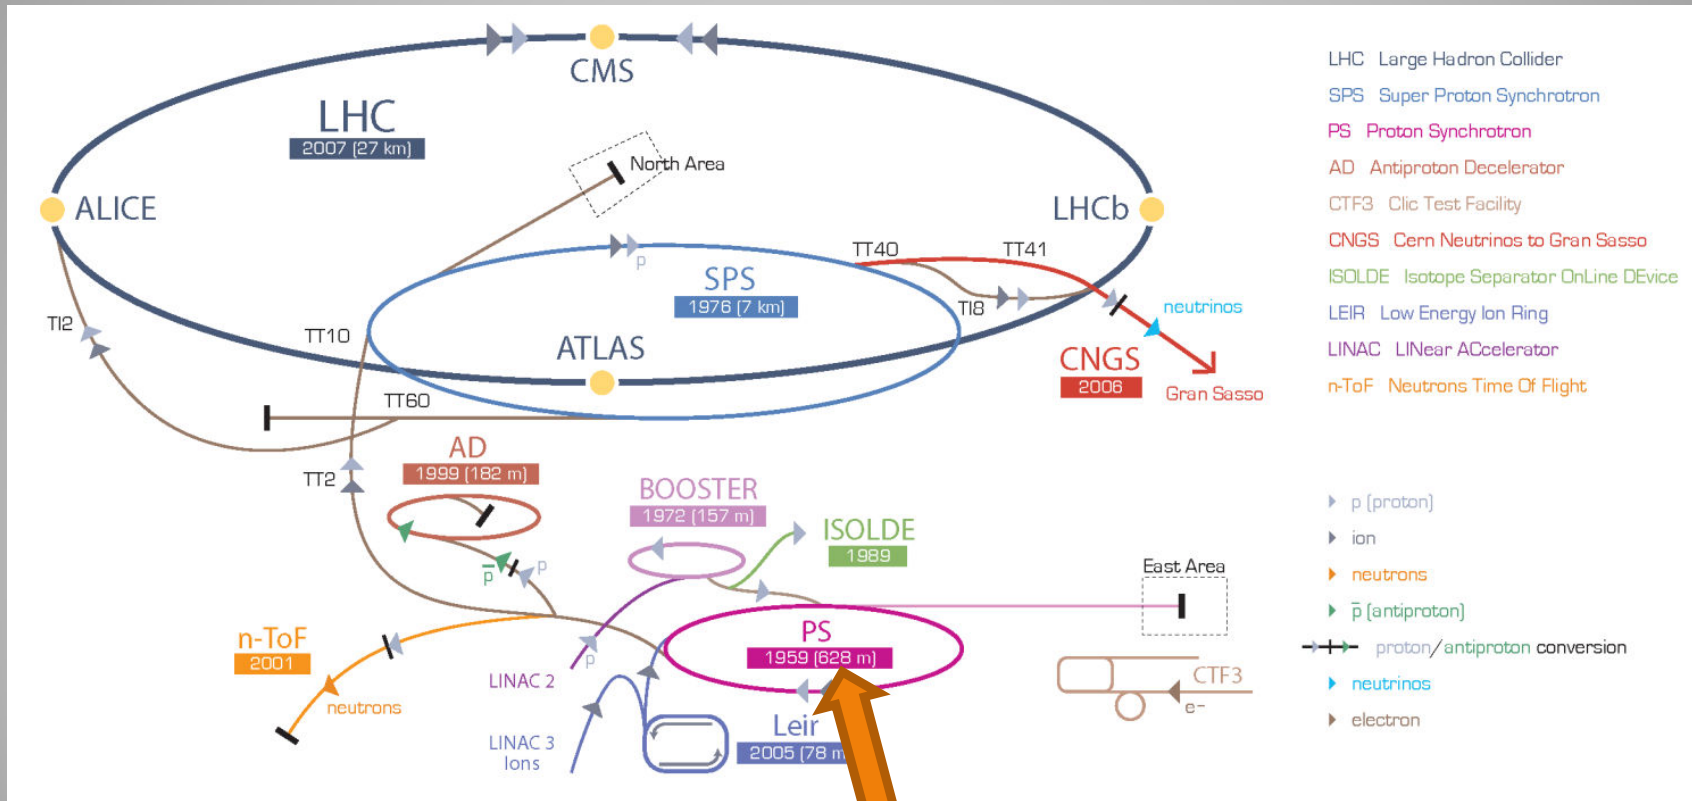 CMS
LHC
2007 (27 km)
North Area
ALICE
LHCb
TT40
TT41
p
SPS
1976 (7 km)
TI8
neutrinos
TI2
TT10
ATLAS
CNGS
2006
Gran Sasso
TT60
AD
1999 (182 m)
TT2
BOOSTER
1972 (157 m)
ISOLDE
1989
p̄
p
East Area
n-ToF
2001
PS
1959 (628 m)
p
LINAC 2
CTF3
e-
neutrons
Leir
2005 (78 m
LINAC 3
Ions
LHC Large Hadron Collider
SPS Super Proton Synchrotron
PS Proton Synchrotron
AD Antiproton Decelerator
CTF3 Clic Test Facility
CNGS Cern Neutrinos to Gran Sasso
ISOLDE Isotope Separator OnLine DEvice
LEIR Low Energy Ion Ring
LINAC LINear ACcelerator
n-ToF Neutrons Time Of Flight
p (proton)
ion
neutrons
p̄ (antiproton)
proton/antiproton conversion
neutrinos
electron